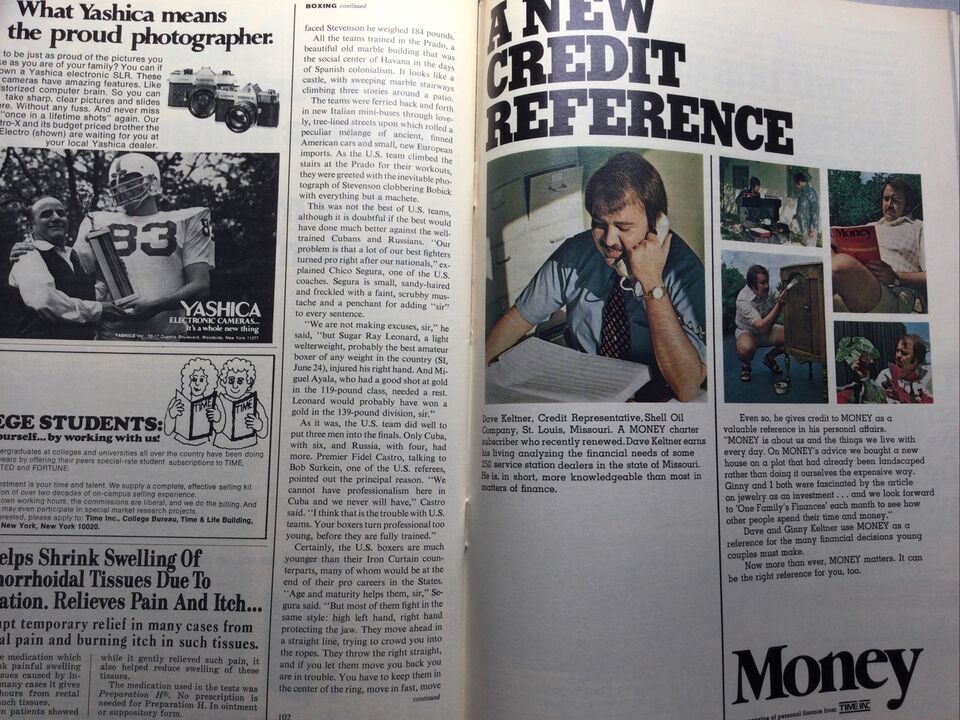 What Yashica means
the proud photographer.
to be just as proud of the pictures you
ke as you are of your family? You can if
own a Yashica electronic SLR. These
cameras have amazing features. Like
storized computer brain. So you can
take sharp, clear pictures and slides
ere. Without any fuss. And never miss
"once in a lifetime shots" again. Our
tro-X and its budget priced brother the
Electro (shown) are waiting for you at
your local Yashica dealer.
83
YASHICA
ELECTRONIC CAMERAS...
It's a whole new thing
YASHICA Inc., 50-17 Queens Boulevard, Woodside, New York 11377
TIME
TIME
EGE STUDENTS:
ourself... by working with us!
ergraduates at colleges and universities all over the country have been doing
years by offering their peers special-rate student subscriptions to TIME,
TED and FORTUNE.
nvestment is your time and talent. We supply a complete, effective selling kit
tion of over two decades of on-campus selling experience.
own working hours, the commissions are liberal, and we do the billing. And
may even participate in special market research projects.
erested, please apply to: Time Inc., College Bureau, Time & Life Building,
New York, New York 10020.
elps Shrink Swelling Of
morrhoidal Tissues Due To
ation. Relieves Pain And Itch...
mpt temporary relief in many cases from
al pain and burning itch in such tissues.
e medication which
nk painful swelling
ssues caused by in-
many cases it gives
hours from rectal
n patients showed
while it gently relieved such pain, it
also helped reduce swelling of these
tissues.
The medication used in the tests was
Preparation H®. No prescription is
needed for Preparation H. In ointment
or suppository form.
BOXING continued
faced Stevenson he weighed 184 pounds.
All the teams trained in the Prado, a
beautiful old marble building that was
the social center of Havana in the days
of Spanish colonialism. It looks like a
castle, with sweeping marble stairways
climbing three stories around a patio.
The teams were ferried back and forth
in new Italian mini-buses through love-
ly, tree-lined streets upon which rolled a
peculiar mélange of ancient, finned
American cars and small, new European
imports. As the U.S. team climbed the
stairs at the Prado for their workouts,
they were greeted with the inevitable pho-
tograph of Stevenson clobbering Bobick
with everything but a machete.
This was not the best of U.S. teams,
although it is doubtful if the best would
have done much better against the well-
trained Cubans and Russians. "Our
problem is that a lot of our best fighters
turned pro right after our nationals," ex-
plained Chico Segura, one of the U.S.
coaches. Segura is small, sandy-haired
and freckled with a faint, scrubby mus-
tache and a penchant for adding "sir"
to every sentence.
"We are not making excuses, sir," he
said, "but Sugar Ray Leonard, a light
welterweight, probably the best amateur
boxer of any weight in the country (SI,
June 24), injured his right hand. And Mi-
guel Ayala, who had a good shot at gold
in the 119-pound class, needed a rest.
Leonard would probably have won a
gold in the 139-pound division, sir."
As it was, the U.S. team did well to
put three men into the finals. Only Cuba,
with six, and Russia, with four, had
more. Premier Fidel Castro, talking to
Bob Surkein, one of the U.S. referees,
pointed out the principal reason. "We
cannot have professionalism here in
Cuba and we never will have," Castro
said. "I think that is the trouble with U.S.
teams. Your boxers turn professional too
young, before they are fully trained."
Certainly, the U.S. boxers are much
younger than their Iron Curtain coun-
terparts, many of whom would be at the
end of their pro careers in the States.
"Age and maturity helps them, sir," Se-
gura said. "But most of them fight in the
same style: high left hand, right hand
protecting the jaw. They move ahead in
a straight line, trying to crowd you into
the ropes. They throw the right straight,
and if you let them move you back you
are in trouble. You have to keep them in
the center of the ring, move in fast, move
continued
102
A NEW
CREDIT
REFERENCE
Money
Dave Keltner, Credit Representative, Shell Oil
Company, St. Louis, Missouri. A MONEY charter
subscriber who recently renewed. Dave Keltner earns
his living analyzing the financial needs of some
250 service station dealers in the state of Missouri.
He is, in short, more knowledgeable than most in
matters of finance.
Even so, he gives credit to MONEY as a
valuable reference in his personal affairs.
"MONEY is about us and the things we live with
every day. On MONEY's advice we bought a new
house on a plot that had already been landscaped
rather than doing it ourselves the expensive way.
Ginny and I both were fascinated by the article
on jewelry as an investment . . . and we look forward
to 'One Family's Finances' each month to see how
other people spend their time and money."
Dave and Ginny Keltner use MONEY as a
reference for the many financial decisions young
couples must make.
Now more than ever, MONEY matters. It can
be the right reference for you, too.
Money
magazine of personal finance from TIME INC.